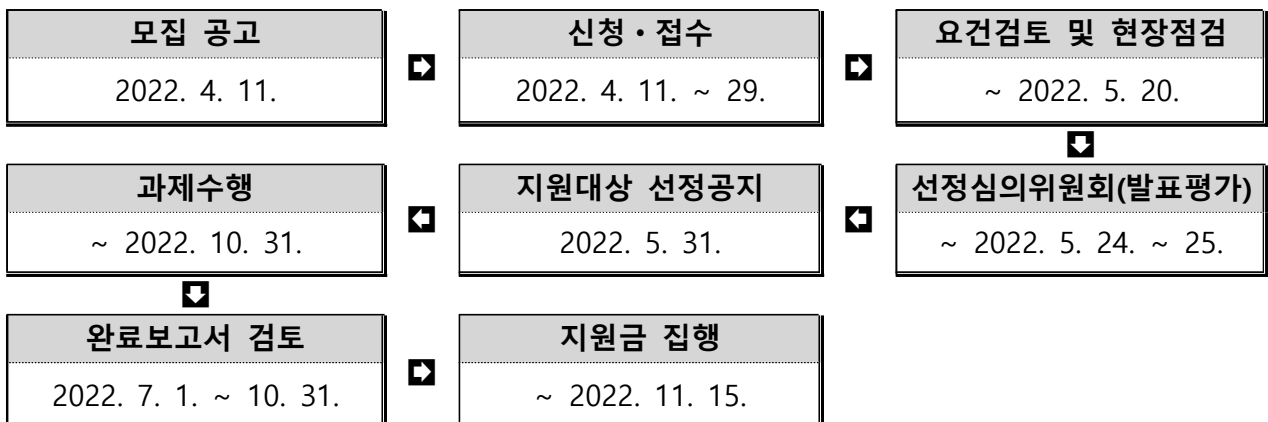 모집 공고
2022. 4. 11.
신청・접수
2022. 4. 11. ~ 29.
요건검토 및 현장점검
~ 2022. 5. 20.
선정심의위원회(발표평가)
~ 2022. 5. 24. ~ 25.
지원대상 선정공지
2022. 5. 31.
과제수행
~ 2022. 10. 31.
완료보고서 검토
2022. 7. 1. ~ 10. 31.
지원금 집행
~ 2022. 11. 15.